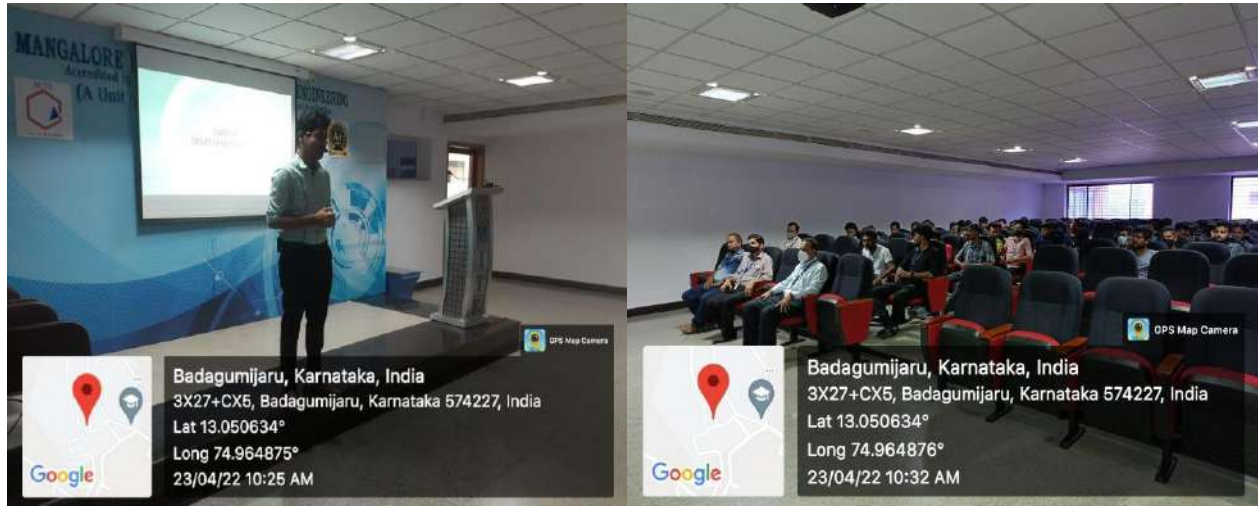 MANGALORE
ENGINEERING
Accredited
(A Unit
MITE
GPS Map Camera
Google
Badagumijaru, Karnataka, India
3X27+CX5, Badagumijaru, Karnataka 574227, India
Lat 13.050634°
Long 74.964875°
23/04/22 10:25 AM
GPS Map Camera
Google
Badagumijaru, Karnataka, India
3X27+CX5, Badagumijaru, Karnataka 574227, India
Lat 13.050634°
Long 74.964876°
23/04/22 10:32 AM